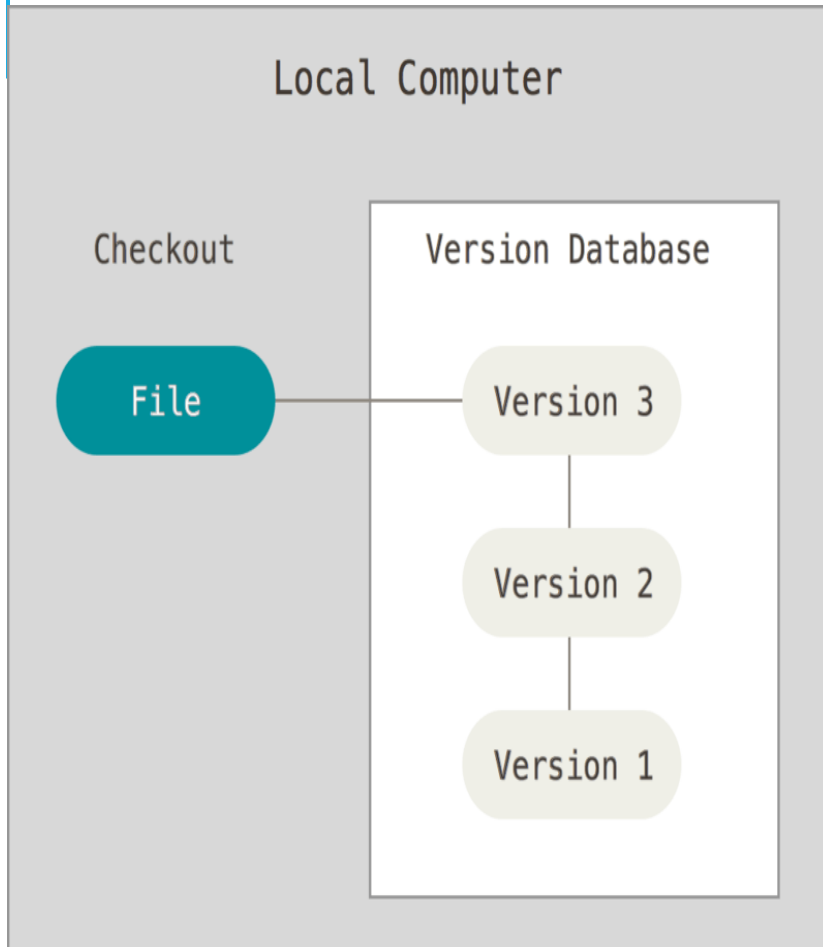 Local Computer
Checkout
Version Database
File
Version 3
Version 2
Version 1